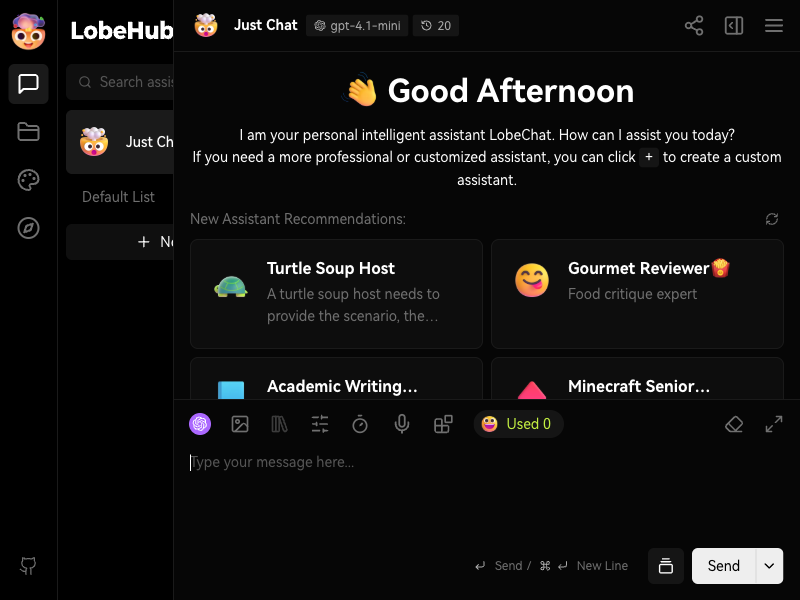 LobeHub
Search assis
Just Ch
Default List
Ne
Just Chat
gpt-4.1-mini
20
Good Afternoon
I am your personal intelligent assistant LobeChat. How can I assist you today?
If you need a more professional or customized assistant, you can click + to create a custom
assistant.
New Assistant Recommendations:
Turtle Soup Host
A turtle soup host needs to
provide the scenario, the…
Gourmet Reviewer🍟
Food critique expert
Academic Writing…
Minecraft Senior…
Used 0
Type your message here...
Send / ⌘ New Line
Send